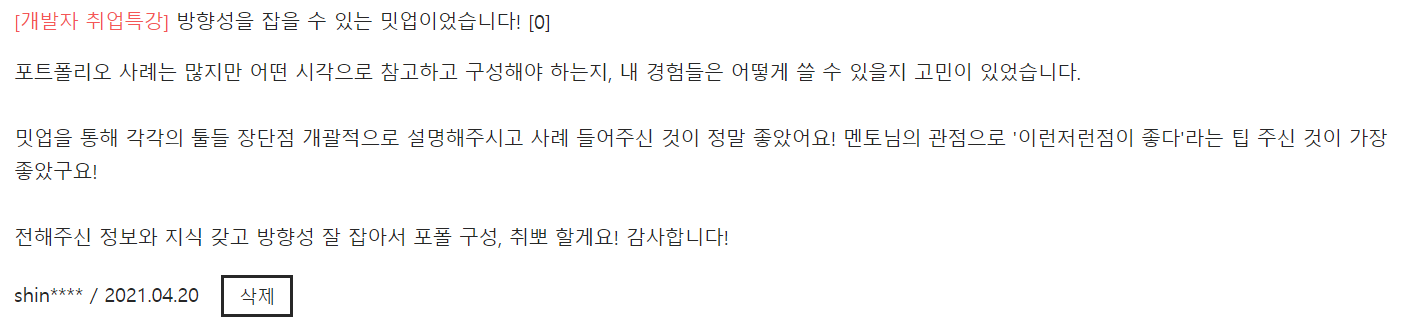 [개발자 취업특강] 방향성을 잡을 수 있는 밋업이었습니다! [0]
포트폴리오 사례는 많지만 어떤 시각으로 참고하고 구성해야 하는지, 내 경험들은 어떻게 쓸 수 있을지 고민이 있었습니다.
밋업을 통해 각각의 툴들 장단점 개괄적으로 설명해주시고 사례 들어주신 것이 정말 좋았어요! 멘토님의 관점으로 '이런저런점이 좋다'라는 팁 주신 것이 가장
좋았구요!
전해주신 정보와 지식 갖고 방향성 잘 잡아서 포폴 구성, 취뽀 할게요! 감사합니다!
shin**** / 2021.04.20 삭제